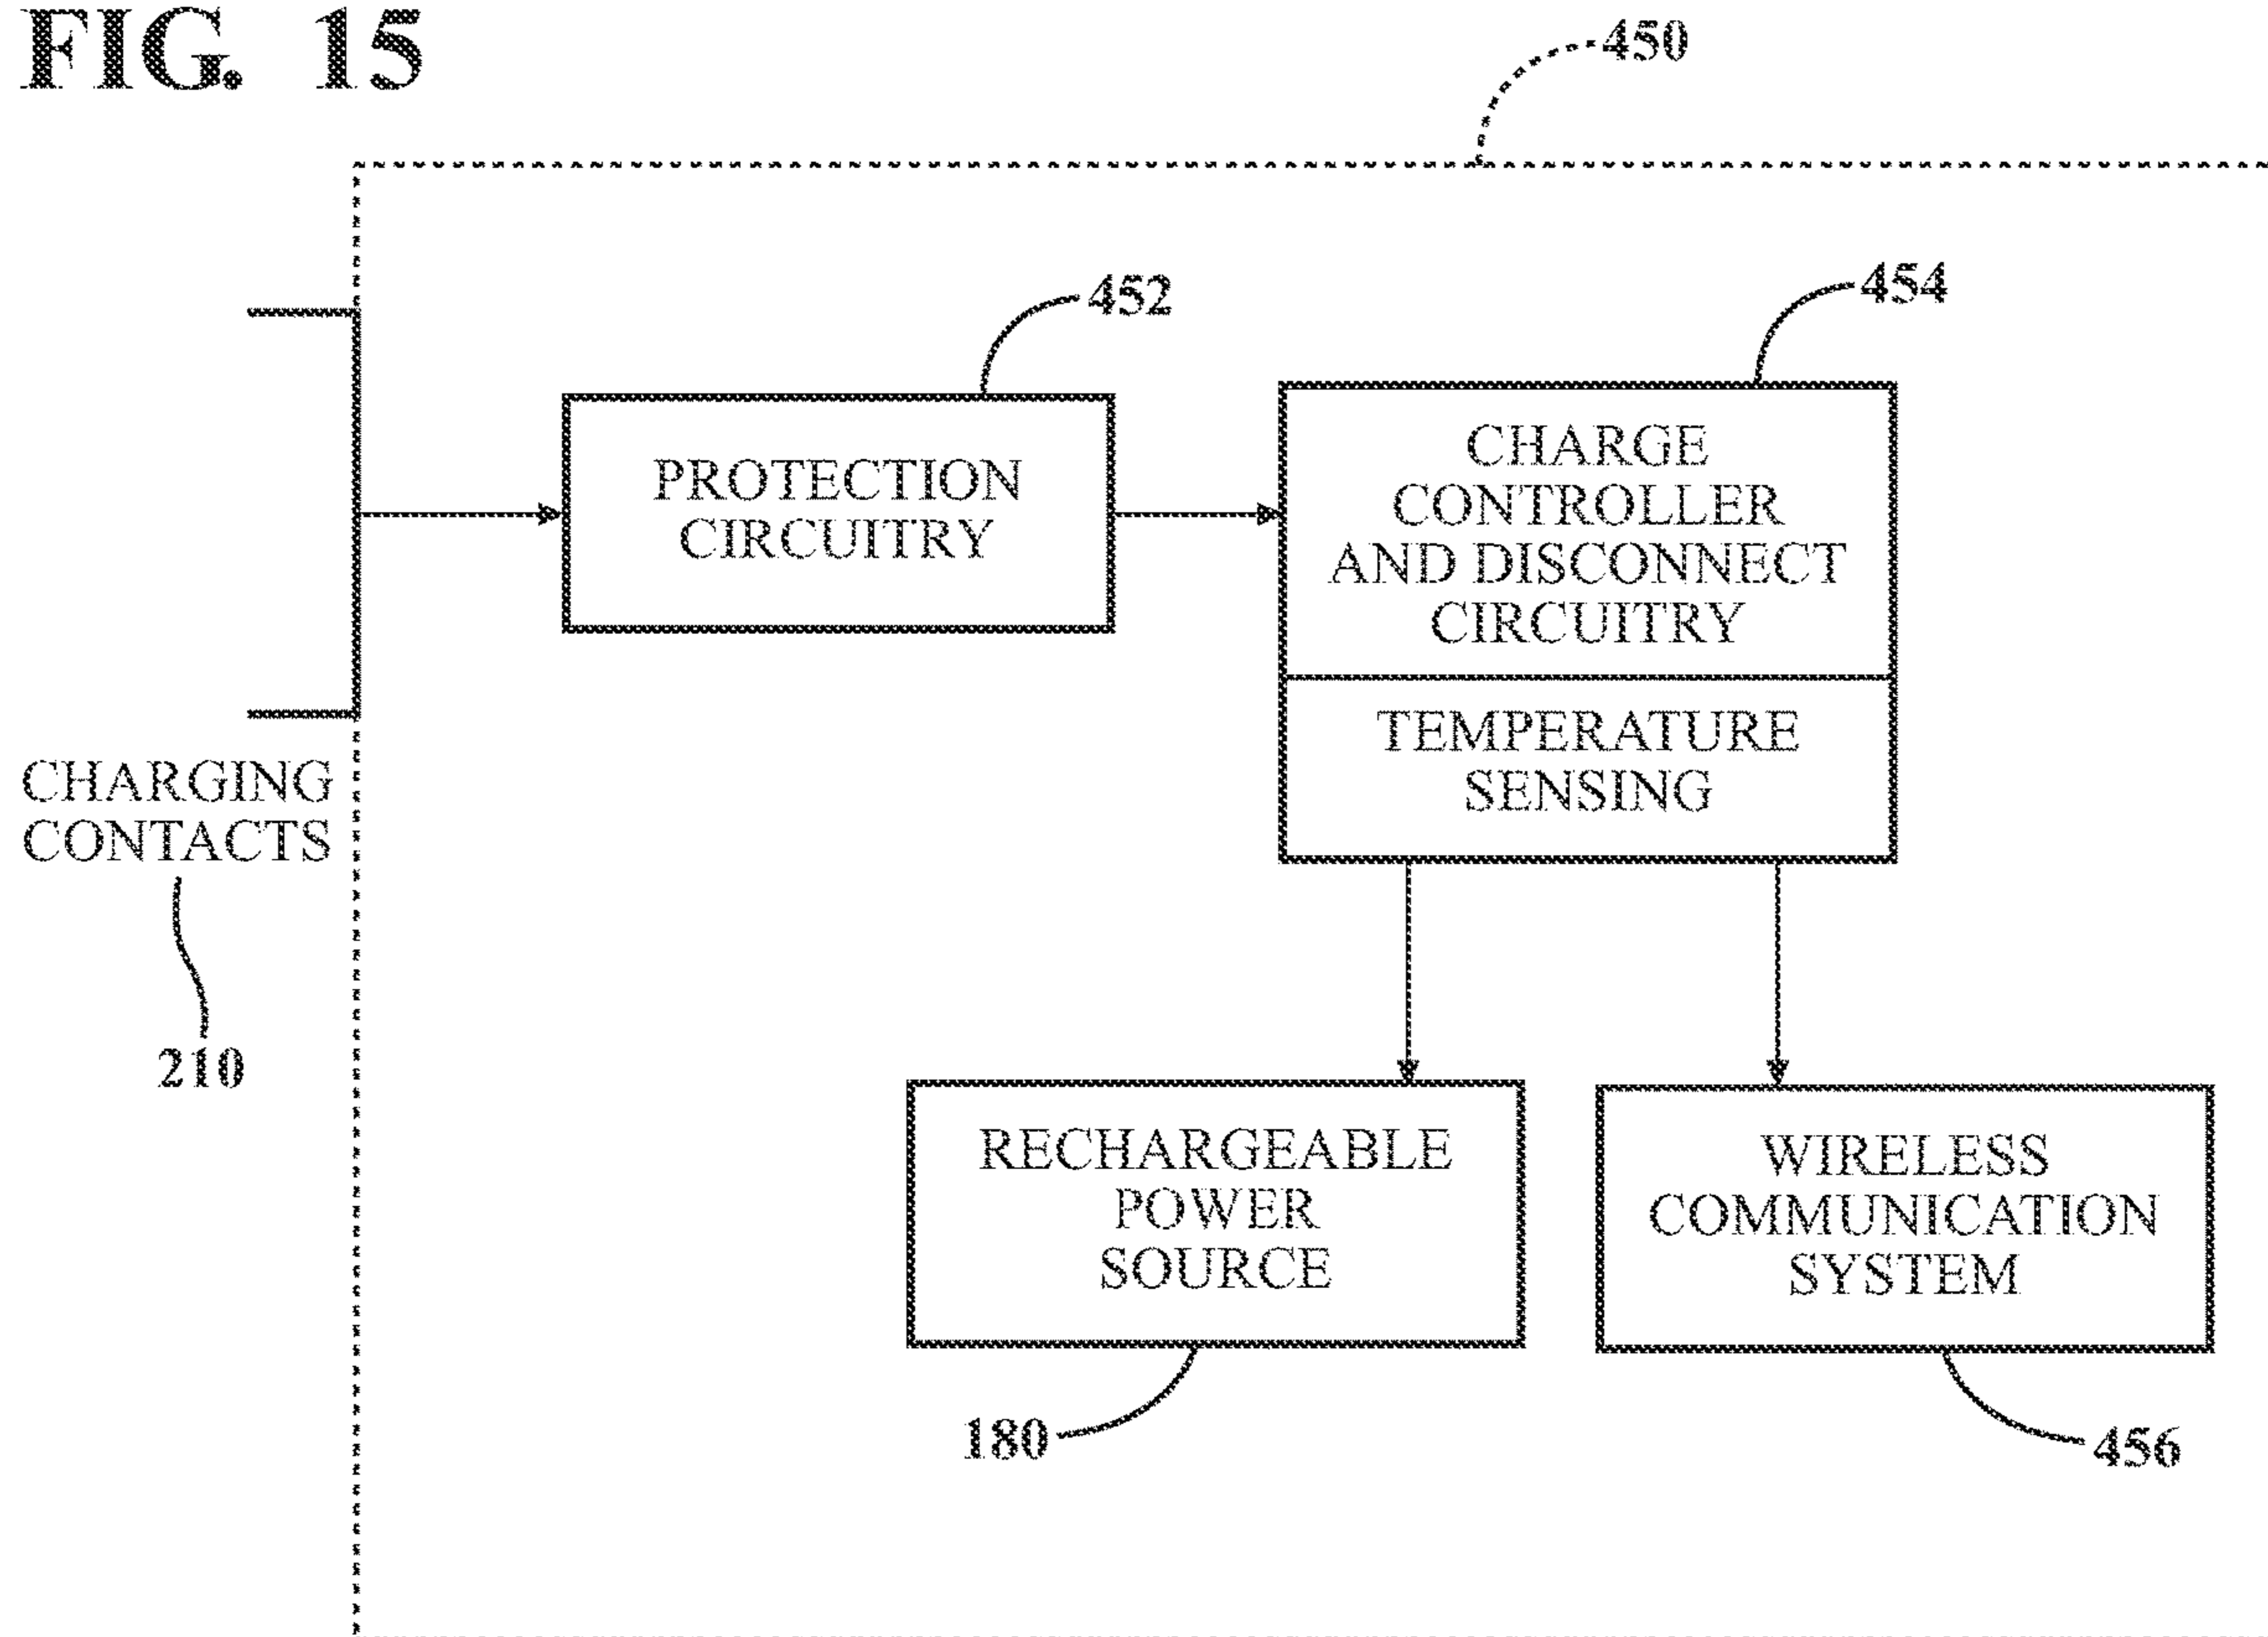 FIG. 15
450
452
454
PROTECTION
CIRCUITRY
CHARGE
CONTROLLER
AND DISCONNECT
CIRCUITRY
TEMPERATURE
SENSING
CHARGING
CONTACTS
210
RECHARGEABLE
POWER
SOURCE
180
WIRELESS
COMMUNICATION
SYSTEM
456